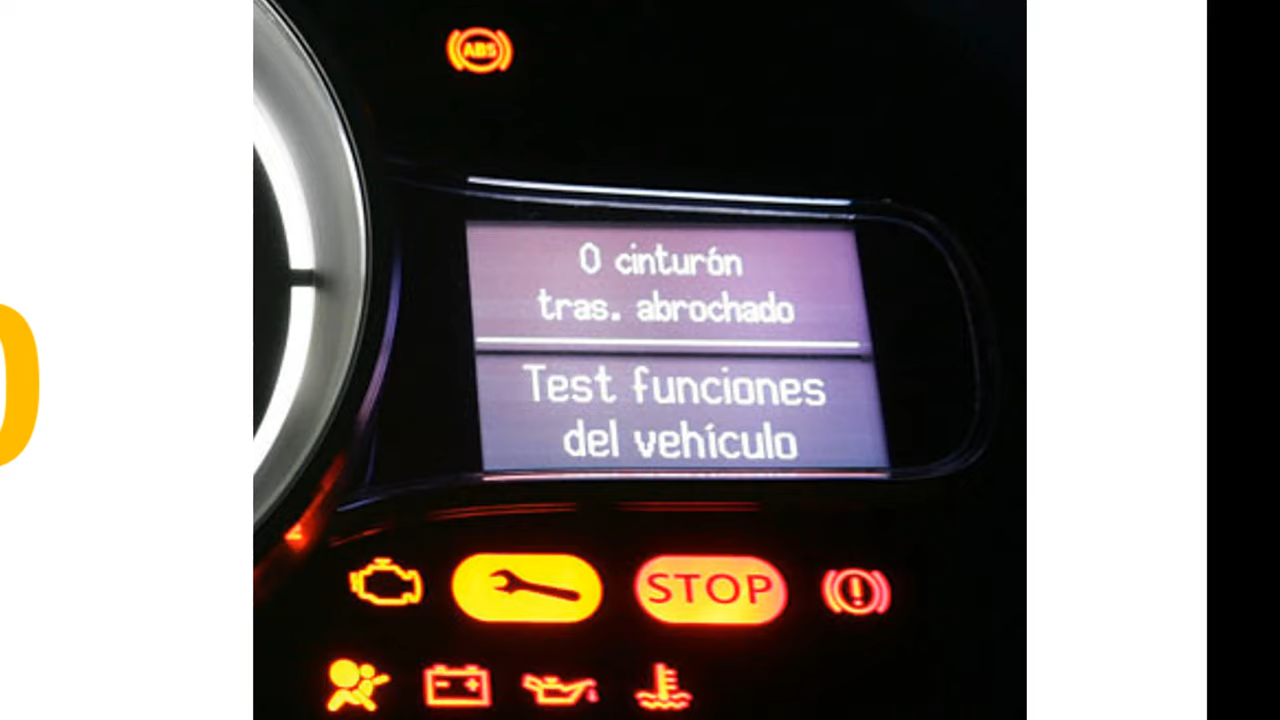 ABS
0 cinturón
tras. abrochado
Test funciones
del vehículo
STOP